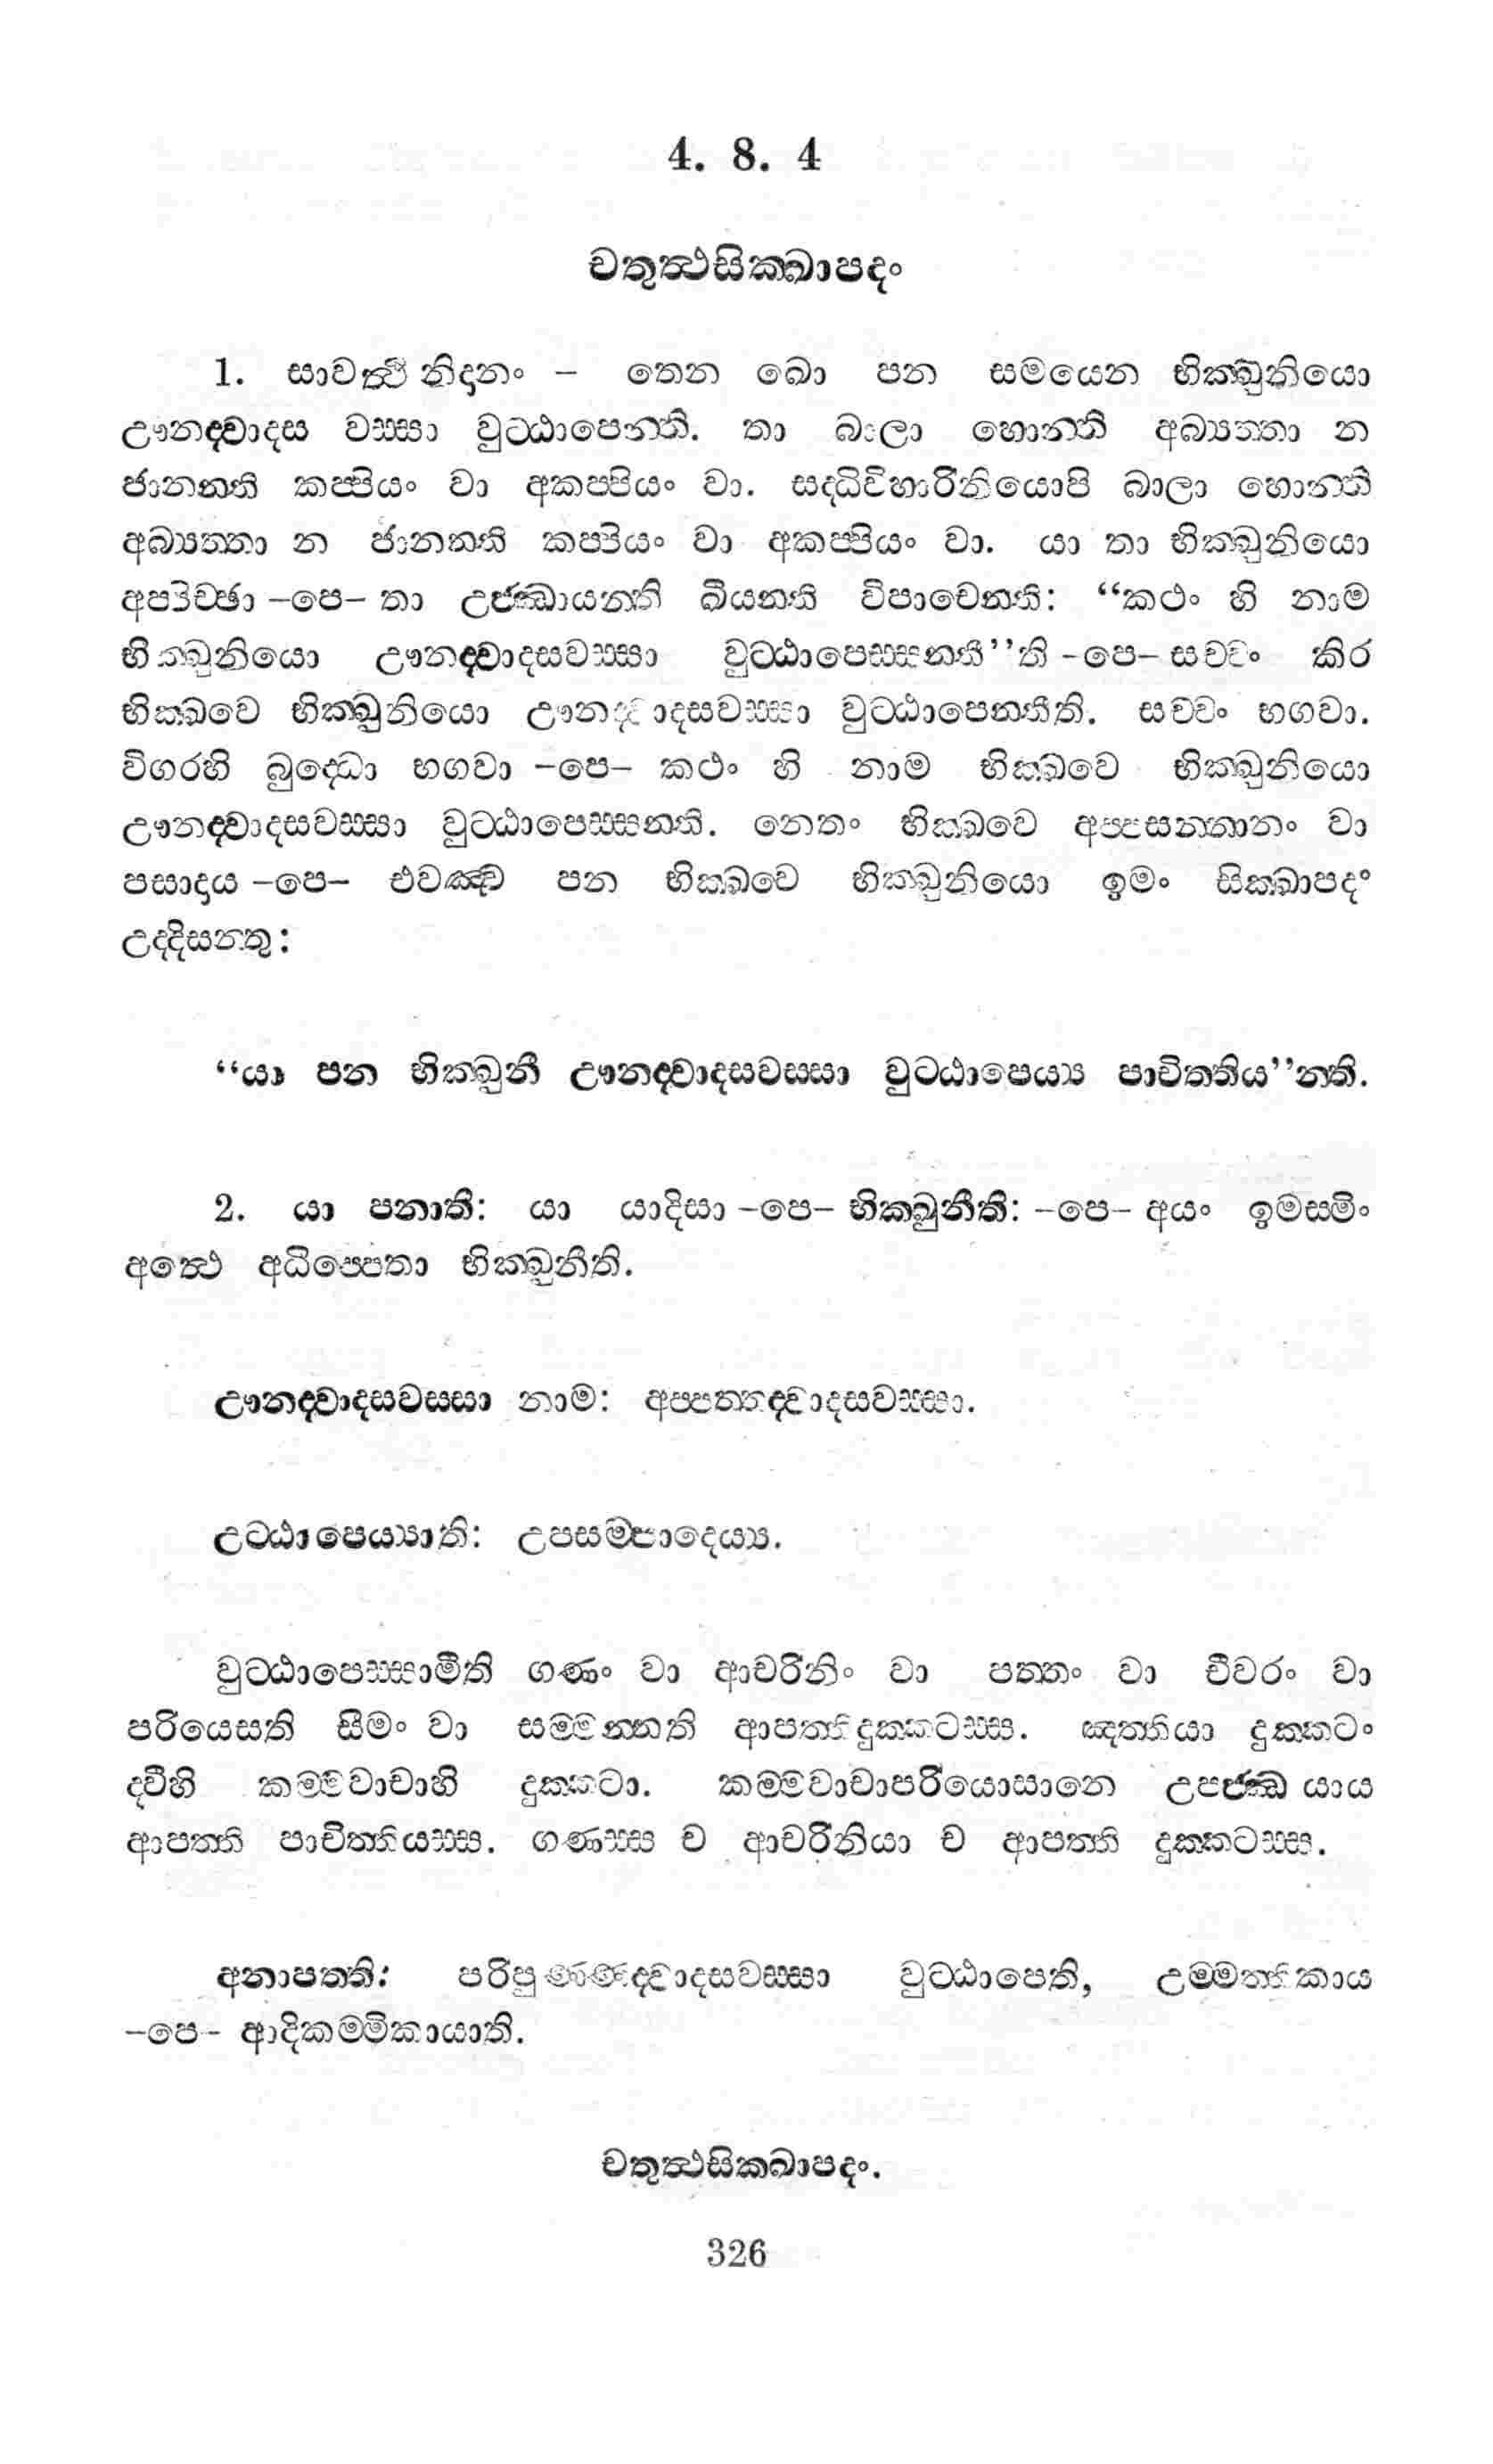 4. 8. 4
චතුත්‍ථසික‍්ඛාපදං
1. සාවත්‍ථි නිදානං – තෙන ඛො පන සමයෙන භික‍්ඛුනියො
ඌනද්‍වාදස වස‍්සා වුට‍්ඨාපෙන‍්ති. තා බාලා හොන‍්ති අබ්‍යත‍්තා න
ජානන‍්ති කප‍්පියං වා අකප‍්පියං වා. සද‍්ධිවිහාරිනියොපි බාලා හොන‍්ති
අබ්‍යත‍්තා න ජානන‍්ති කප‍්පියං වා අකප‍්පියං වා. යා තා භික‍්ඛුනියො
අප‍්පිච‍්ඡා –පෙ– තා උජ‍්ඣායන‍්ති ඛීයන‍්ති විපාචෙන‍්ති: “කථං හි නාම
භික‍්ඛුනියො ඌනද්‍වාදසවස‍්සා වුට‍්ඨාපෙස‍්සන‍්තී”ති –පෙ– සච‍්චං කිර
භික‍්ඛවෙ භික‍්ඛුනියො ඌනද්‍වාදසවස‍්සා වුට‍්ඨාපෙන‍්තීති. සච‍්චං භගවා.
විගරහි බුද‍්ධො භගවා –පෙ– කථං හි නාම භික‍්ඛවෙ භික‍්ඛුනියො
ඌනද්‍වාදසවස‍්සා වුට‍්ඨාපෙස‍්සන‍්ති. නෙතං භික‍්ඛවෙ අප‍්පසන‍්නානං වා
පසාදාය –පෙ– එවඤ‍්ච පන භික‍්ඛවෙ භික‍්ඛුනියො ඉමං සික‍්ඛාපදං
උද‍්දිසන‍්තු:
“යා පන භික‍්ඛුනී ඌනද්‍වාදසවස‍්සා වුට‍්ඨාපෙය්‍ය පාචිත‍්තිය”න‍්ති.
2. යා පනාති: යා යාදිසා –පෙ– භික‍්ඛුනීති: –පෙ– අයං ඉමස‍්මිං
අත්‍ථෙ අධිප‍්පෙතා භික‍්ඛුනීති.
ඌනද්‍වාදසවස‍්සා නාම: අප‍්පත‍්තද්‍වාදසවස‍්සා.
උට‍්ඨාපෙය්‍යාති: උපසම‍්පාදෙය්‍ය.
වුට‍්ඨාපෙස‍්සාමීති ගණං වා ආචරිනිං වා පත‍්තං වා චීවරං වා
පරියෙසති සීමං වා සම‍්මන‍්නති ආපත‍්ති දුක‍්කටස‍්ස. ඤත‍්තියා දුක‍්කටං
ද‍්වීහි කම‍්මවාචාහි දුක‍්කටා. කම‍්මවාචාපරියොසානෙ උපජ‍්ඣායාය
ආපත‍්ති පාචිත‍්තියස‍්ස. ගණස‍්ස ච ආචරිනියා ච ආපත‍්ති දුක‍්කටස‍්ස.
අනාපත‍්ති: පරිපුණ‍්ණද්‍වාදසවස‍්සා වුට‍්ඨාපෙති, උම‍්මත‍්තිකාය
–පෙ– ආදිකම‍්මිකායාති.
චතුත්‍ථසික‍්ඛාපදං.
326